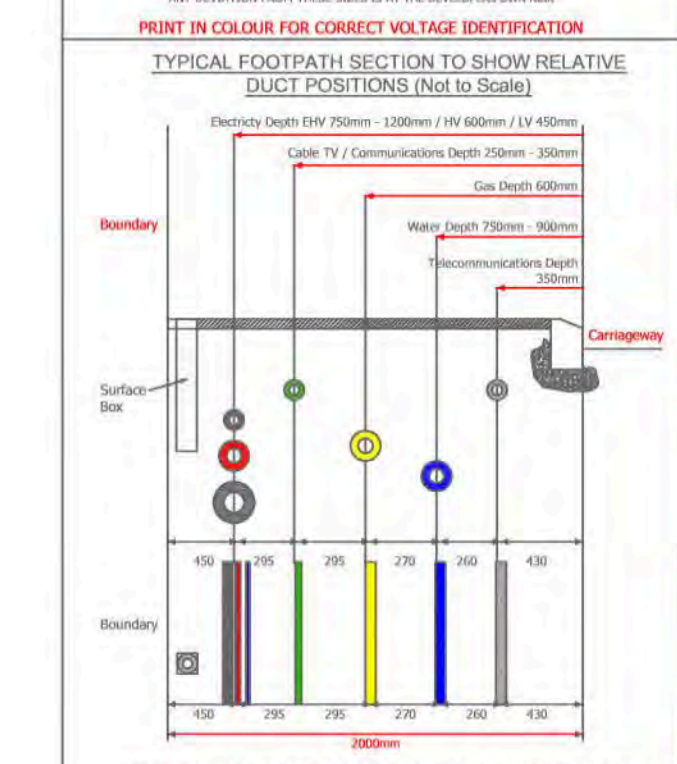 PRINT IN COLOUR FOR CORRECT VOLTAGE IDENTIFICATION
TYPICAL FOOTPATH SECTION TO SHOW RELATIVE
DUCT POSITIONS (Not to Scale)
Electricty Depth EHV 750mm - 1200mm / HV 600mm / LV 450mm
Cable TV / Communications Depth 250mm - 350mm
Gas Depth 600mm
Boundary
Water Depth 750mm - 900mm
Telecommunications Depth
350mm
Carriageway
Surface
Box
450 295 295 270 260 430
Boundary
450 295 295 270 260 430
2000mm